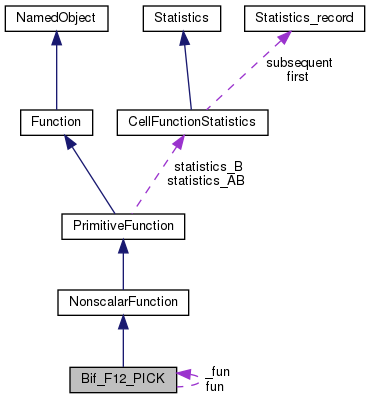 NamedObject
Statistics
Statistics_record
subsequent
first
Function
CellFunctionStatistics
statistics_B
statistics_AB
PrimitiveFunction
NonscalarFunction
Bif_F12_PICK
_fun
fun